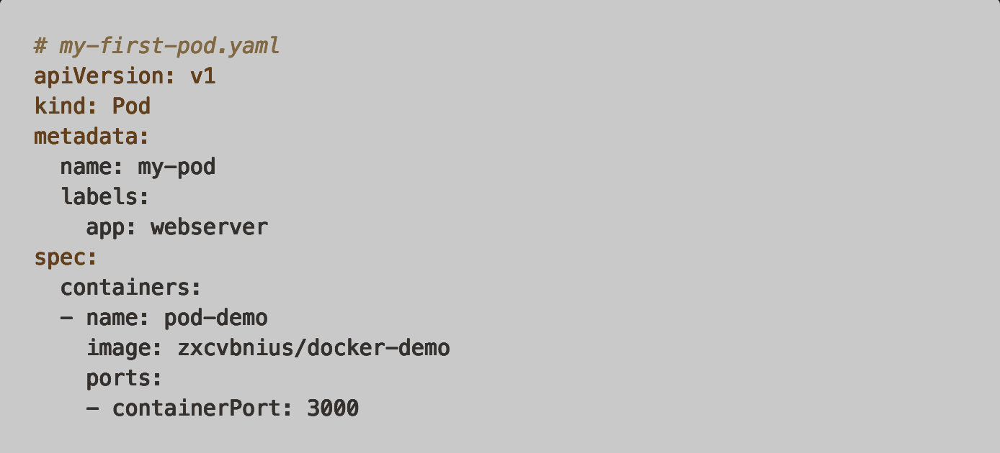 # my-first-pod.yaml
apiVersion: v1
kind: Pod
metadata:
  name: my-pod
  labels:
    app: webserver
spec:
  containers:
  - name: pod-demo
    image: zxcvbnius/docker-demo
    ports:
    - containerPort: 3000